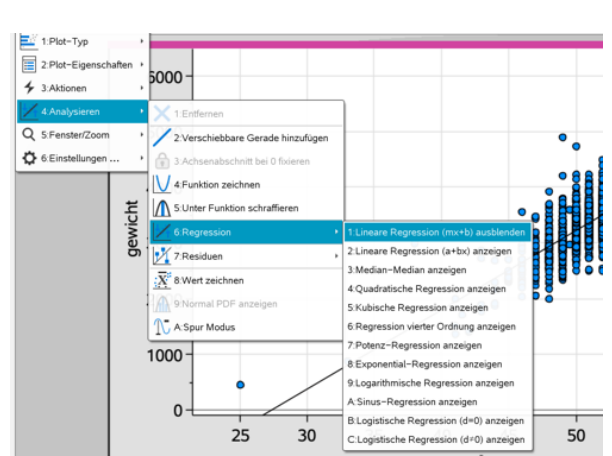 1:Plot-Typ
2:Plot-Eigenschaften
3:Aktionen
4:Analysieren
5:Fenster/Zoom
6:Einstellungen ...
1:Entfernen
2:Verschiebbare Gerade hinzufügen
3:Achsenabschnitt bei 0 fixieren
4:Funktion zeichnen
5:Unter Funktion schraffieren
6:Regression
7:Residuen
8:Wert zeichnen
9:Normal PDF anzeigen
A:Spur Modus
1:Lineare Regression (mx+b) ausblenden
2:Lineare Regression (a+bx) anzeigen
3:Median-Median anzeigen
4:Quadratische Regression anzeigen
5:Kubische Regression anzeigen
6:Regression vierter Ordnung anzeigen
7:Potenz-Regression anzeigen
8:Exponential-Regression anzeigen
9:Logarithmische Regression anzeigen
A:Sinus-Regression anzeigen
B:Logistische Regression (d=0) anzeigen
C:Logistische Regression (d≠0) anzeigen
gewicht
1000
0
25 30 50